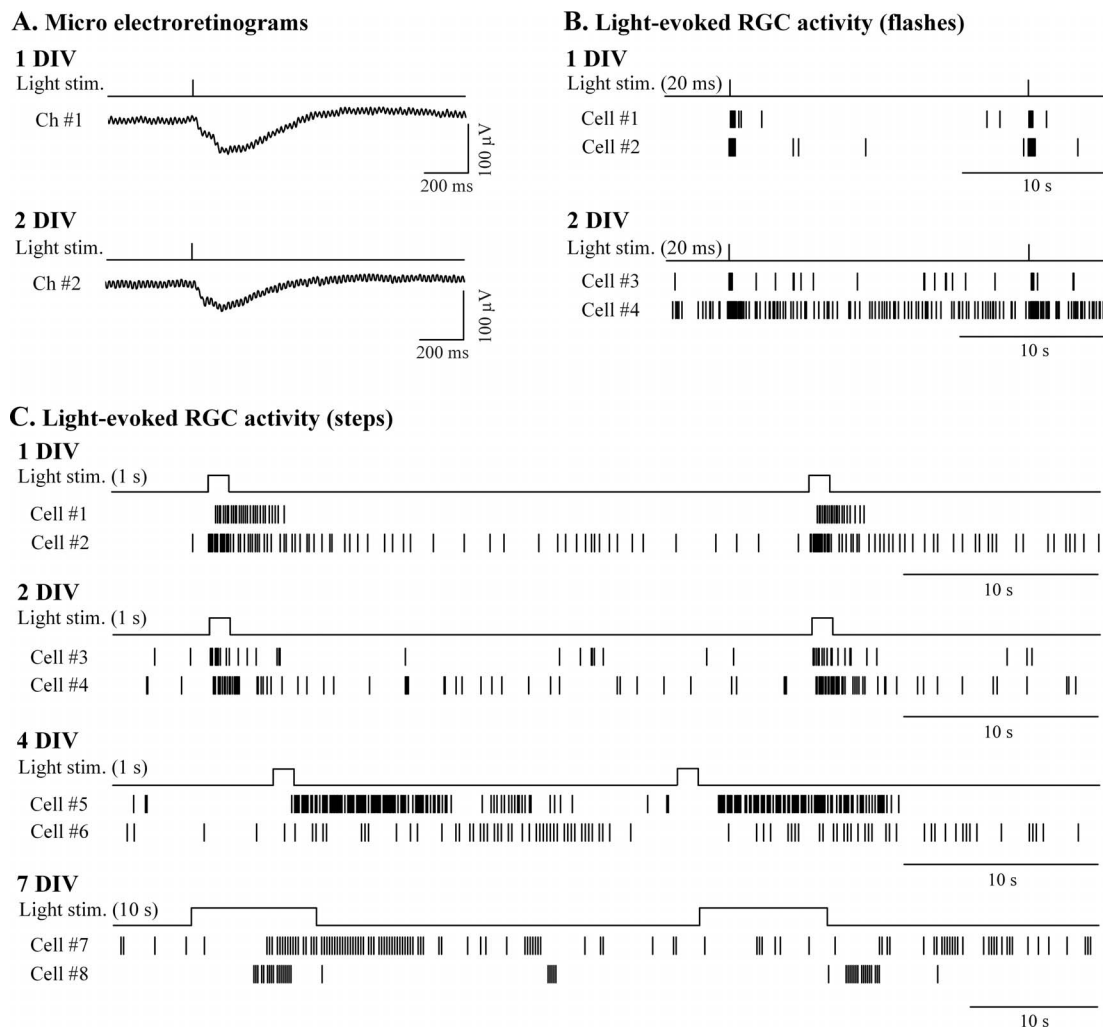 A. Micro electroretinograms
1 DIV
Light stim.
Ch #1
100 µV
200 ms
2 DIV
Light stim.
Ch #2
100 µV
200 ms
B. Light-evoked RGC activity (flashes)
1 DIV
Light stim. (20 ms)
Cell #1
Cell #2
10 s
2 DIV
Light stim. (20 ms)
Cell #3
Cell #4
10 s
C. Light-evoked RGC activity (steps)
1 DIV
Light stim. (1 s)
Cell #1
Cell #2
10 s
2 DIV
Light stim. (1 s)
Cell #3
Cell #4
10 s
4 DIV
Light stim. (1 s)
Cell #5
Cell #6
10 s
7 DIV
Light stim. (10 s)
Cell #7
Cell #8
10 s